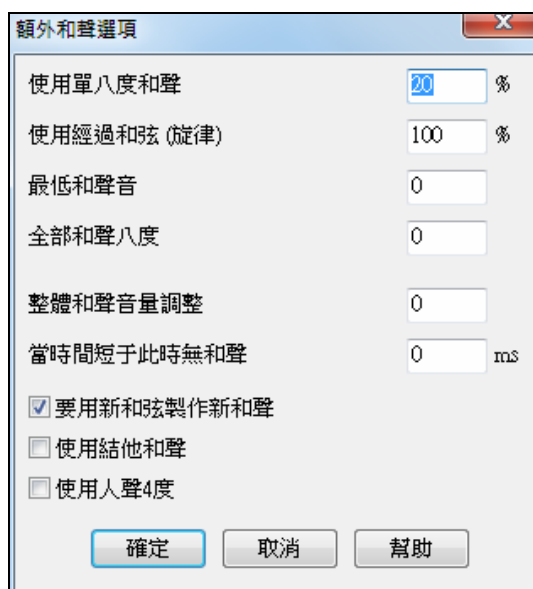 額外和聲選項
使用單八度和聲 20 %
使用經過和弦 (旋律) 100 %
最低和聲音 0
全部和聲八度 0
整體和聲音量調整 0
當時間短于此時無和聲 0 ms
要用新和弦製作新和聲
使用結他和聲
使用人聲4度
確定 取消 幫助